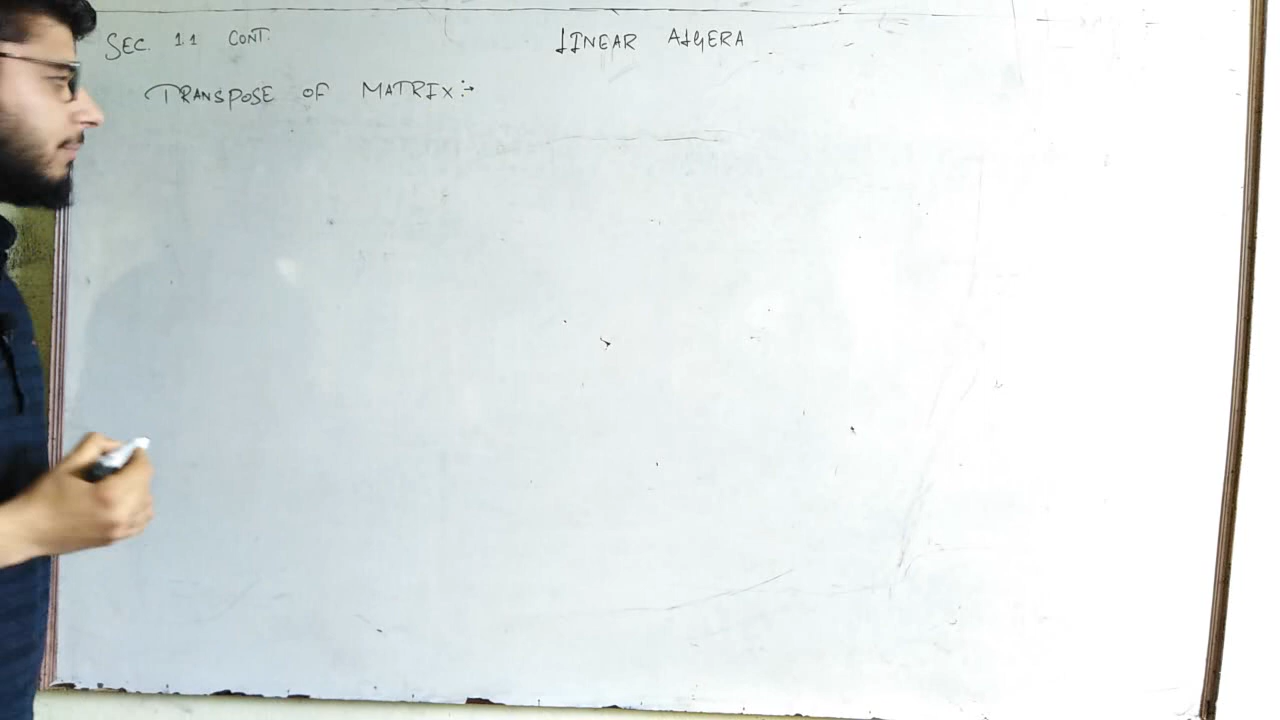 SEC. 1.1 CONT. LINEAR ALGERA
TRANSPOSE OF MATRIX:→